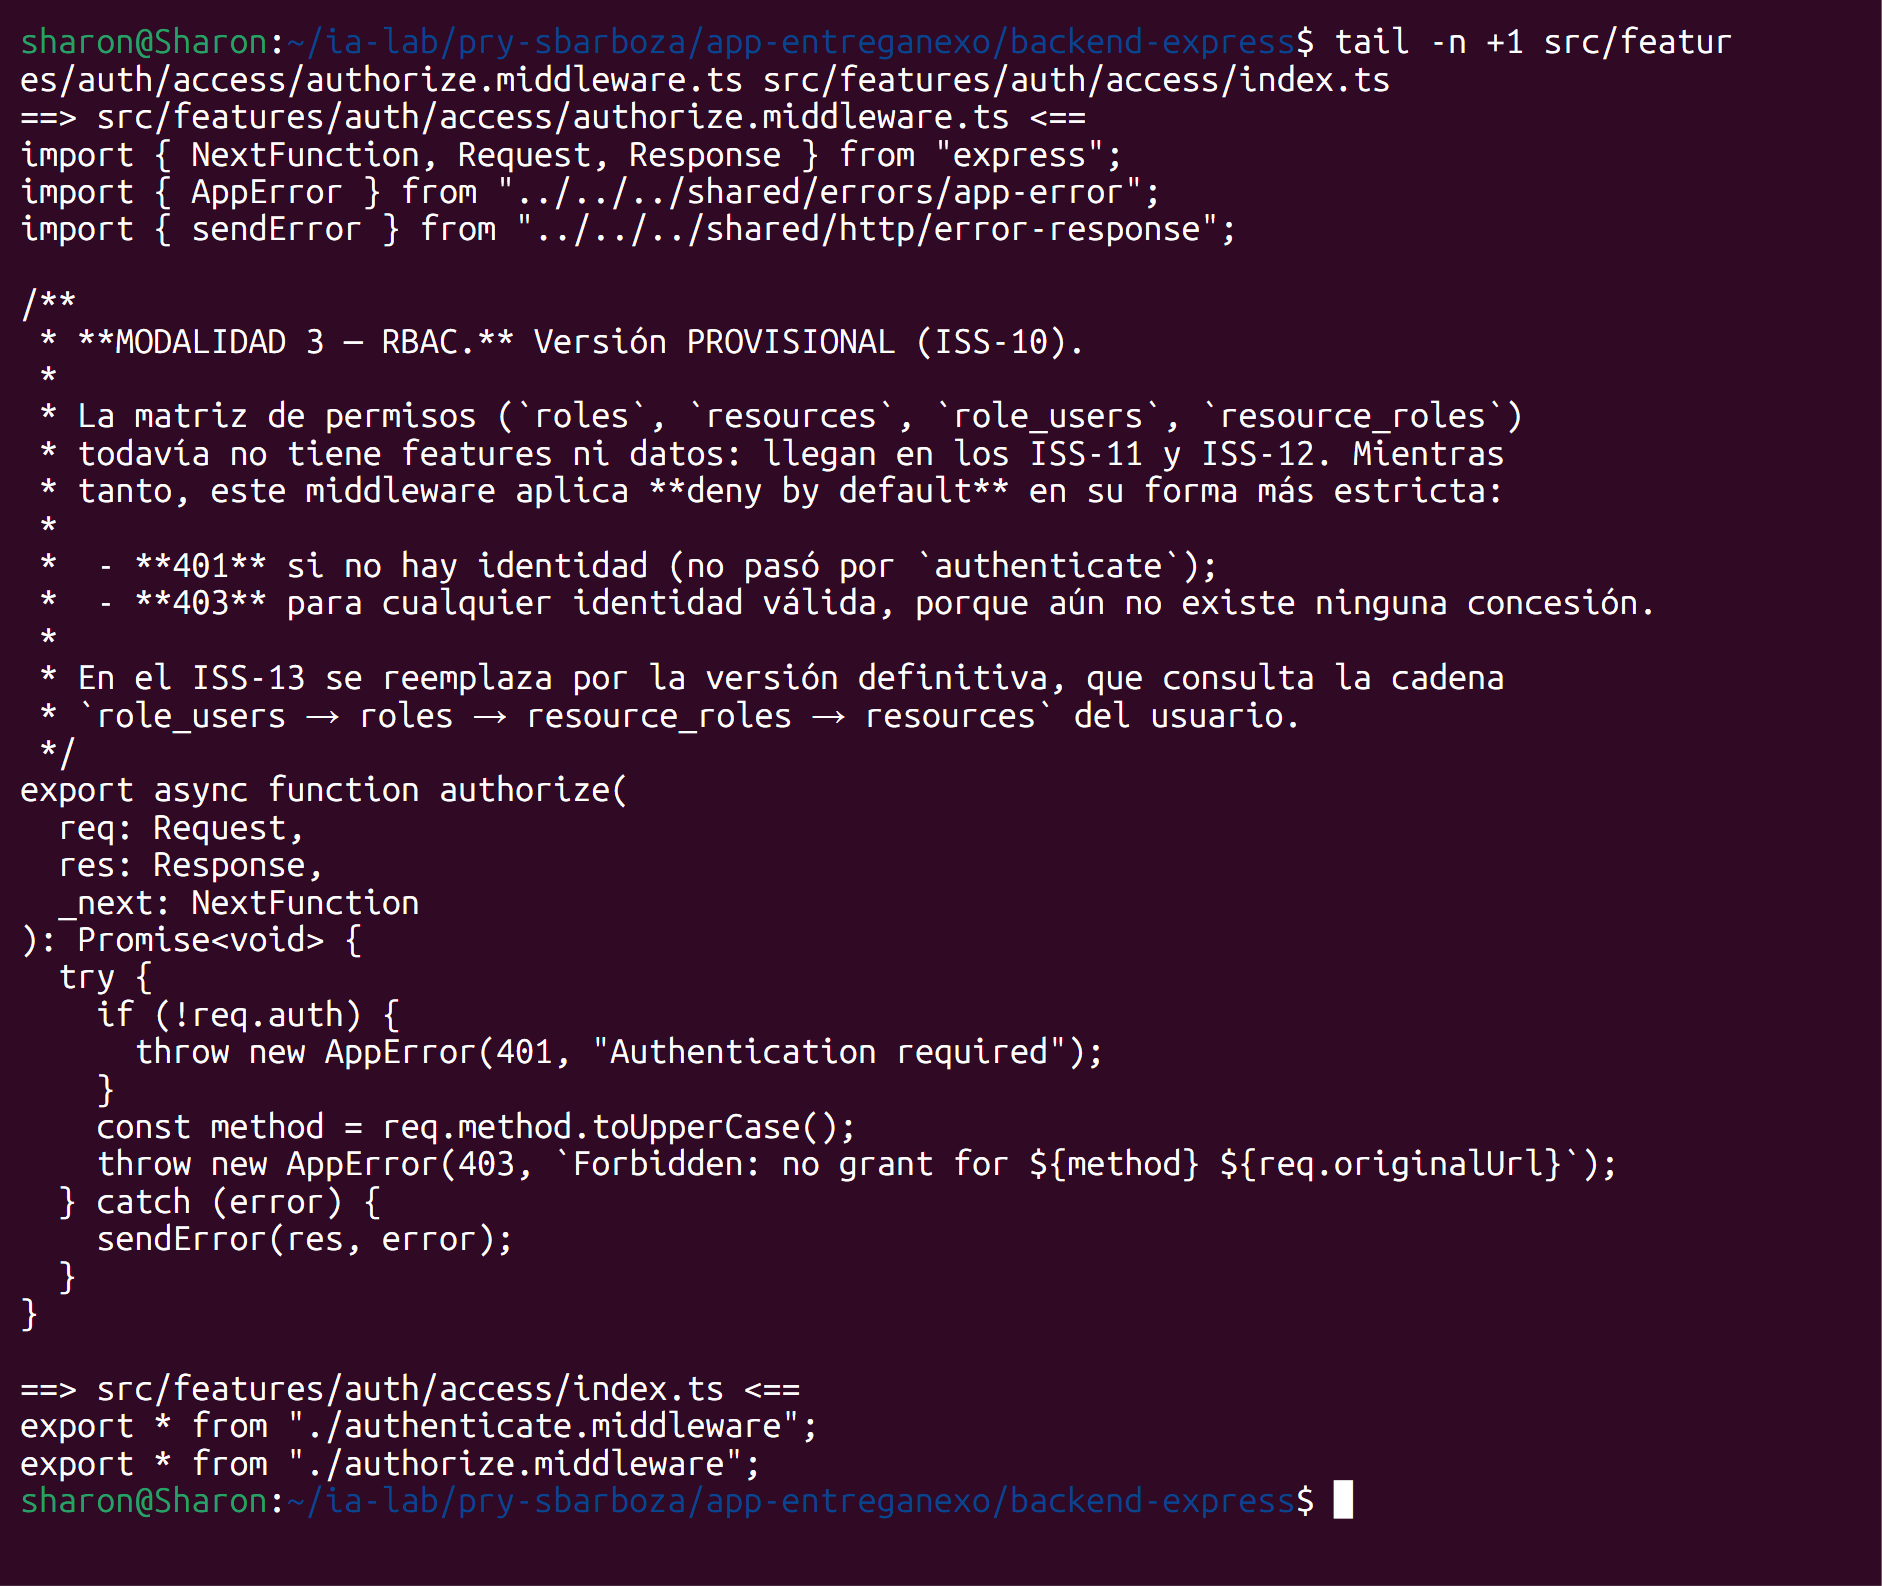 sharon@Sharon:~/ia-lab/pry-sbarboza/app-entreganexo/backend-express$ tail -n +1 src/featur
es/auth/access/authorize.middleware.ts src/features/auth/access/index.ts
==> src/features/auth/access/authorize.middleware.ts <==
import { NextFunction, Request, Response } from "express";
import { AppError } from "../../../shared/errors/app-error";
import { sendError } from "../../../shared/http/error-response";

/**
 * **MODALIDAD 3 — RBAC.** Versión PROVISIONAL (ISS-10).
 *
 * La matriz de permisos (`roles`, `resources`, `role_users`, `resource_roles`)
 * todavía no tiene features ni datos: llegan en los ISS-11 y ISS-12. Mientras
 * tanto, este middleware aplica **deny by default** en su forma más estricta:
 *
 *  - **401** si no hay identidad (no pasó por `authenticate`);
 *  - **403** para cualquier identidad válida, porque aún no existe ninguna concesión.
 *
 * En el ISS-13 se reemplaza por la versión definitiva, que consulta la cadena
 * `role_users → roles → resource_roles → resources` del usuario.
 */
export async function authorize(
  req: Request,
  res: Response,
  _next: NextFunction
): Promise<void> {
  try {
    if (!req.auth) {
      throw new AppError(401, "Authentication required");
    }
    const method = req.method.toUpperCase();
    throw new AppError(403, `Forbidden: no grant for ${method} ${req.originalUrl}`);
  } catch (error) {
    sendError(res, error);
  }
}

==> src/features/auth/access/index.ts <==
export * from "./authenticate.middleware";
export * from "./authorize.middleware";
sharon@Sharon:~/ia-lab/pry-sbarboza/app-entreganexo/backend-express$